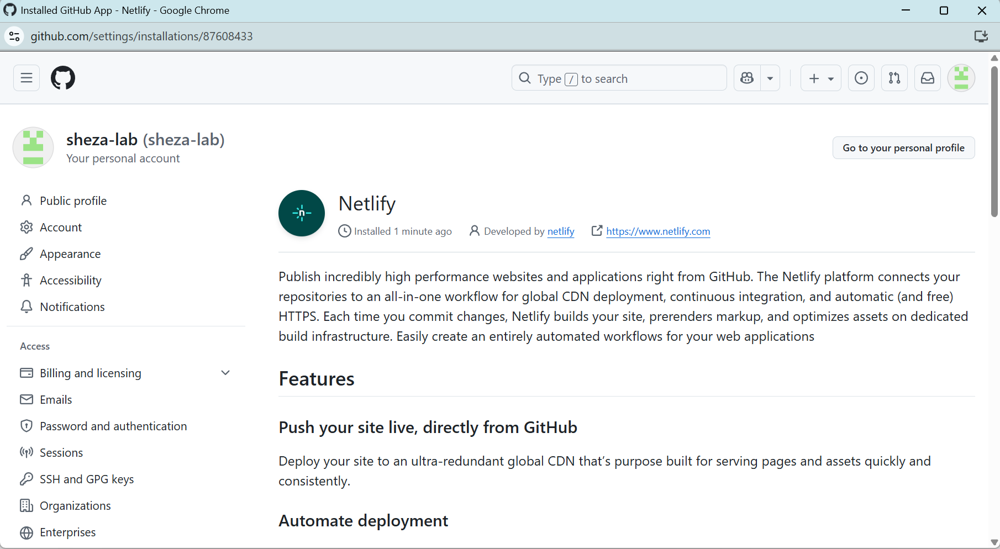 Installed GitHub App - Netlify - Google Chrome
github.com/settings/installations/87608433
Type / to search
sheza-lab (sheza-lab)
Your personal account
Go to your personal profile
Public profile
Account
Appearance
Accessibility
Notifications
Access
Billing and licensing
Emails
Password and authentication
Sessions
SSH and GPG keys
Organizations
Enterprises
n
Netlify
Installed 1 minute ago Developed by netlify https://www.netlify.com
Publish incredibly high performance websites and applications right from GitHub. The Netlify platform connects your
repositories to an all-in-one workflow for global CDN deployment, continuous integration, and automatic (and free)
HTTPS. Each time you commit changes, Netlify builds your site, prerenders markup, and optimizes assets on dedicated
build infrastructure. Easily create an entirely automated workflows for your web applications
Features
Push your site live, directly from GitHub
Deploy your site to an ultra-redundant global CDN that’s purpose built for serving pages and assets quickly and
consistently.
Automate deployment